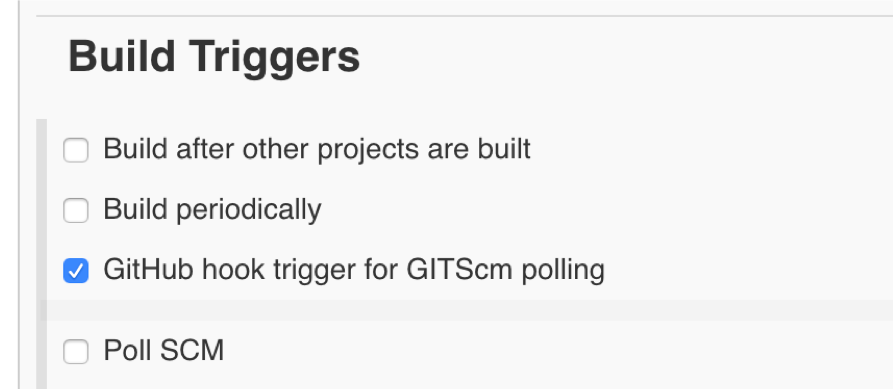 Build Triggers
Build after other projects are built
Build periodically
GitHub hook trigger for GITScm polling
Poll SCM